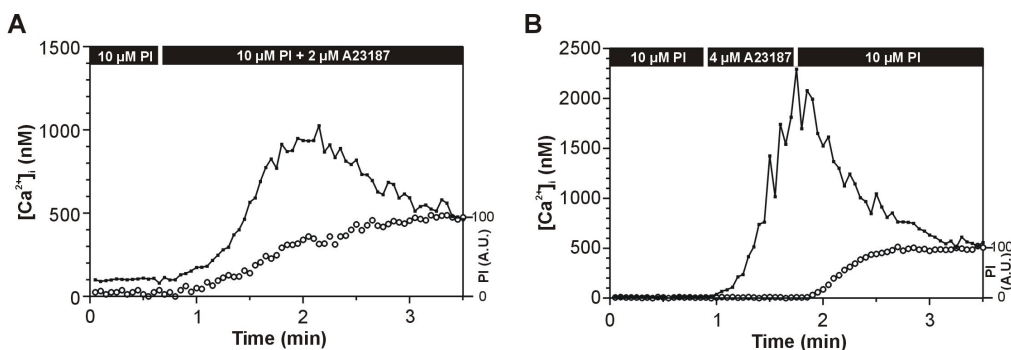 A
10 µM PI
10 µM PI + 2 µM A23187
1500
1000
500
0
[Ca²⁺]ᵢ (nM)
100
0
PI (A.U.)
0
1
2
3
Time (min)
B
10 µM PI
4 µM A23187
10 µM PI
2500
2000
1500
1000
500
0
[Ca²⁺]ᵢ (nM)
100
0
PI (A.U.)
0
1
2
3
Time (min)